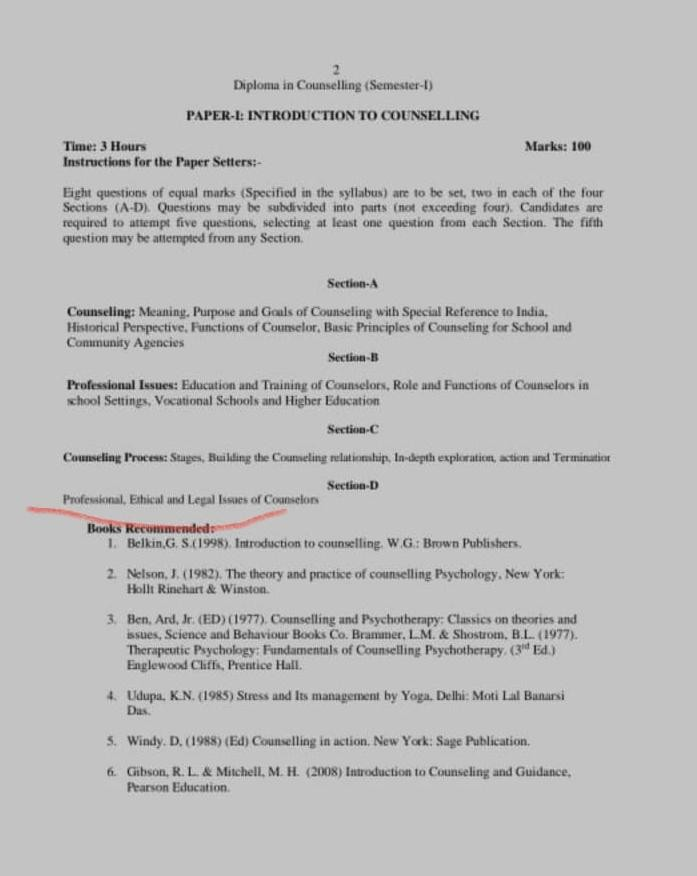 2
Diploma in Counselling (Semester-I)
PAPER-I: INTRODUCTION TO COUNSELLING
Time: 3 Hours Marks: 100
Instructions for the Paper Setters:-
Eight questions of equal marks (Specified in the syllabus) are to be set, two in each of the four
Sections (A-D). Questions may be subdivided into parts (not exceeding four). Candidates are
required to attempt five questions, selecting at least one question from each Section. The fifth
question may be attempted from any Section.
Section-A
Counseling: Meaning, Purpose and Goals of Counseling with Special Reference to India,
Historical Perspective, Functions of Counselor, Basic Principles of Counseling for School and
Community Agencies
Section-B
Professional Issues: Education and Training of Counselors, Role and Functions of Counselors in
school Settings, Vocational Schools and Higher Education
Section-C
Counseling Process: Stages, Building the Counseling relationship, In-depth exploration, action and Termination
Section-D
Professional, Ethical and Legal Issues of Counselors
Books Recommended:
1. Belkin,G. S.(1998). Introduction to counselling. W.G.: Brown Publishers.
2. Nelson, J. (1982). The theory and practice of counselling Psychology, New York:
Hollt Rinehart & Winston.
3. Ben, Ard, Jr. (ED) (1977). Counselling and Psychotherapy: Classics on theories and
issues, Science and Behaviour Books Co. Brammer, L.M. & Shostrom, B.L. (1977).
Therapeutic Psychology: Fundamentals of Counselling Psychotherapy. (3rd Ed.)
Englewood Cliffs, Prentice Hall.
4. Udupa, K.N. (1985) Stress and Its management by Yoga, Delhi: Moti Lal Banarsi
Das.
5. Windy. D, (1988) (Ed) Counselling in action. New York: Sage Publication.
6. Gibson, R. L. & Mitchell, M. H. (2008) Introduction to Counseling and Guidance,
Pearson Education.